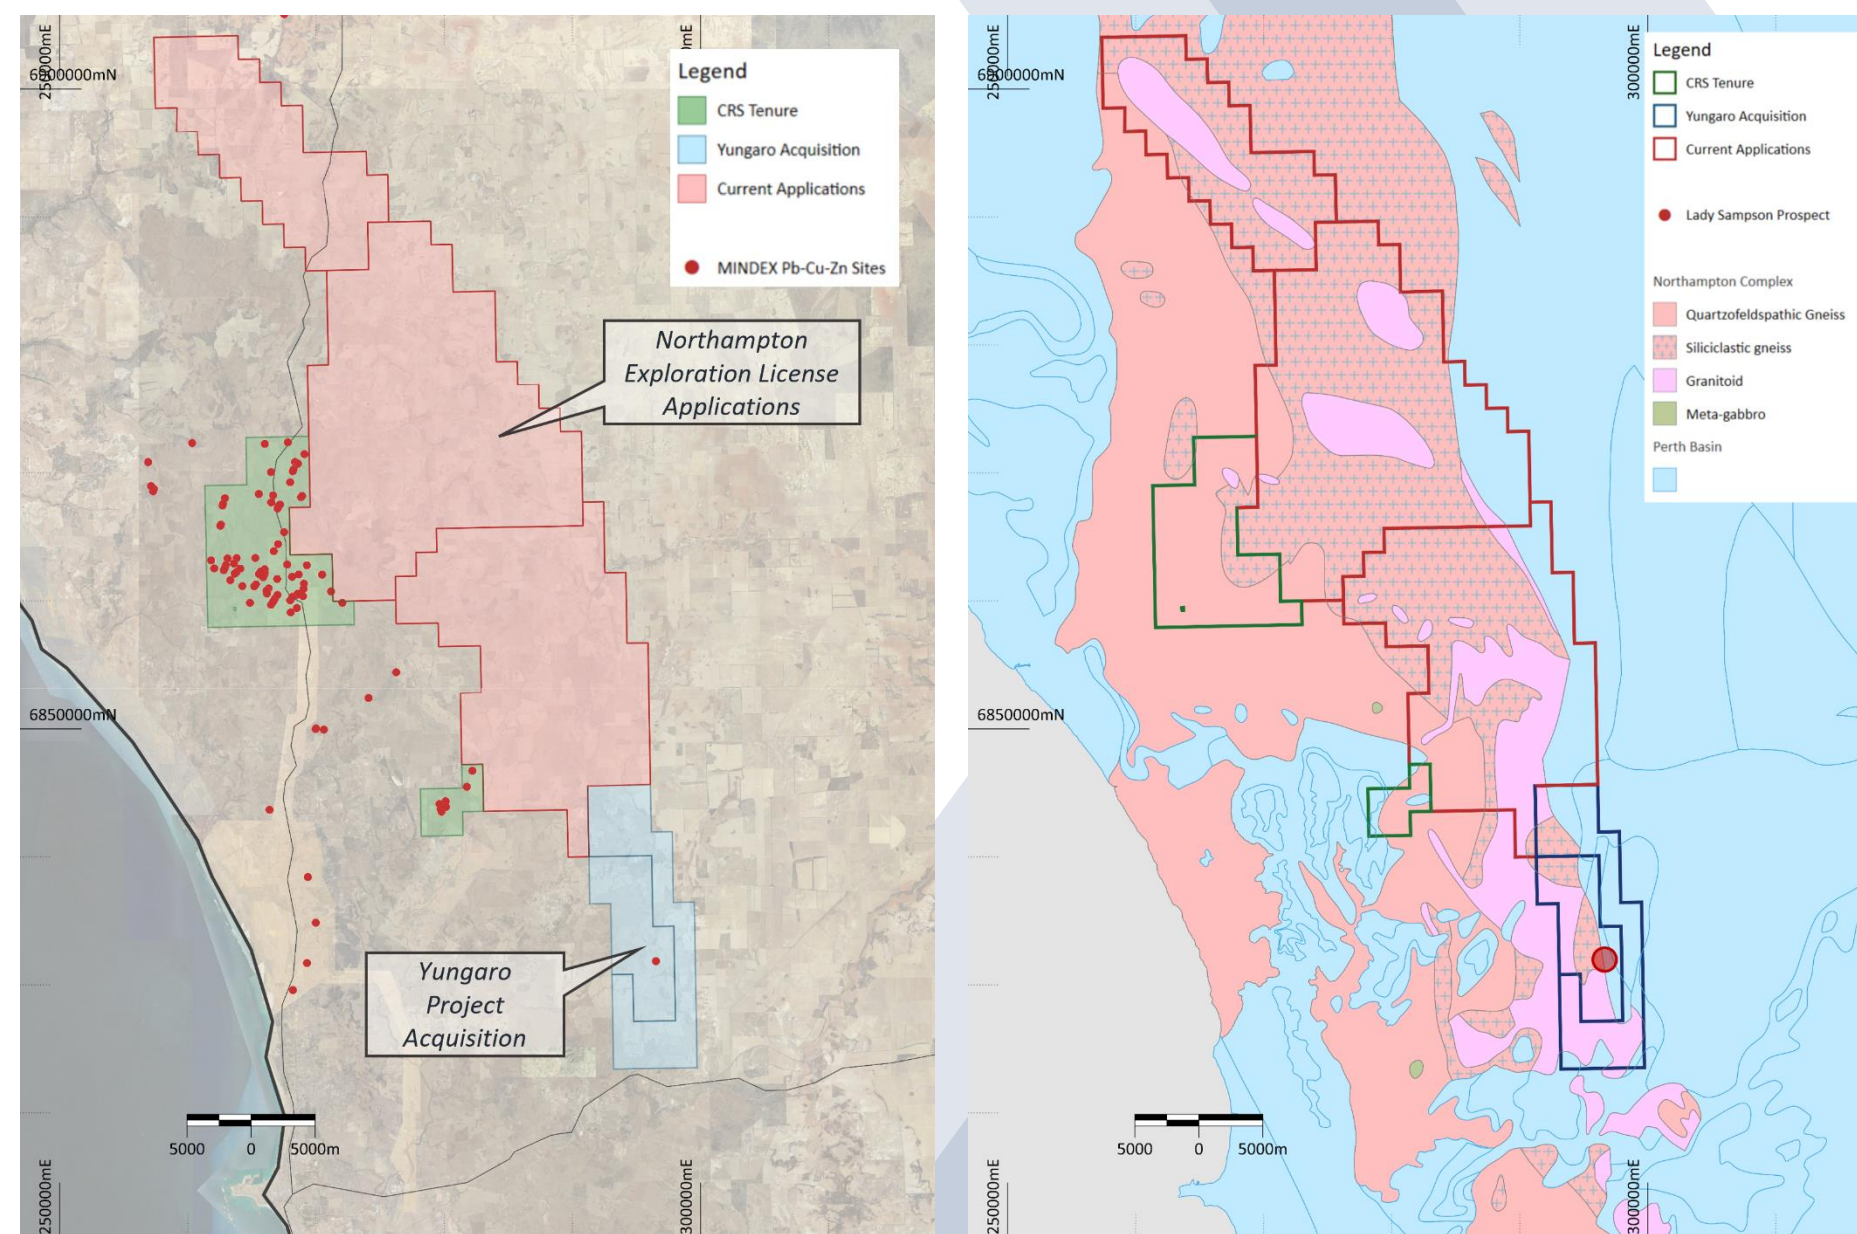 250000mE
300000mE
6900000mN
Legend
CRS Tenure
Yungaro Acquisition
Current Applications
MINDEX Pb-Cu-Zn Sites
Northampton
Exploration License
Applications
6850000mN
Yungaro
Project
Acquisition
5000 0 5000m
250000mE
300000mE
250000mE
300000mE
6900000mN
Legend
CRS Tenure
Yungaro Acquisition
Current Applications
Lady Sampson Prospect
Northampton Complex
Quartzofeldspathic Gneiss
Siliciclastic gneiss
Granitoid
Meta-gabbro
Perth Basin
6850000mN
5000 0 5000m
250000mE
300000mE